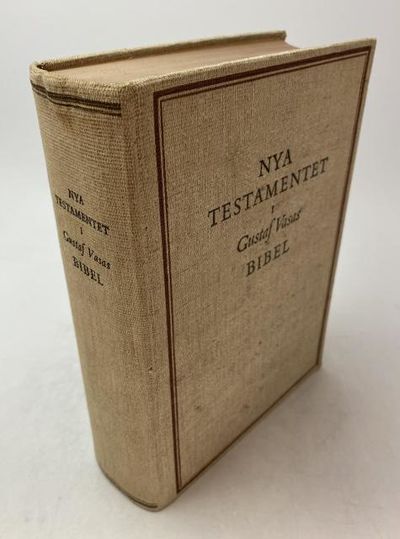 NYA
TESTAMENTET
I
Gustaf Vasas
BIBEL
NYA
TESTAMENTET
I
Gustaf Vasas
BIBEL